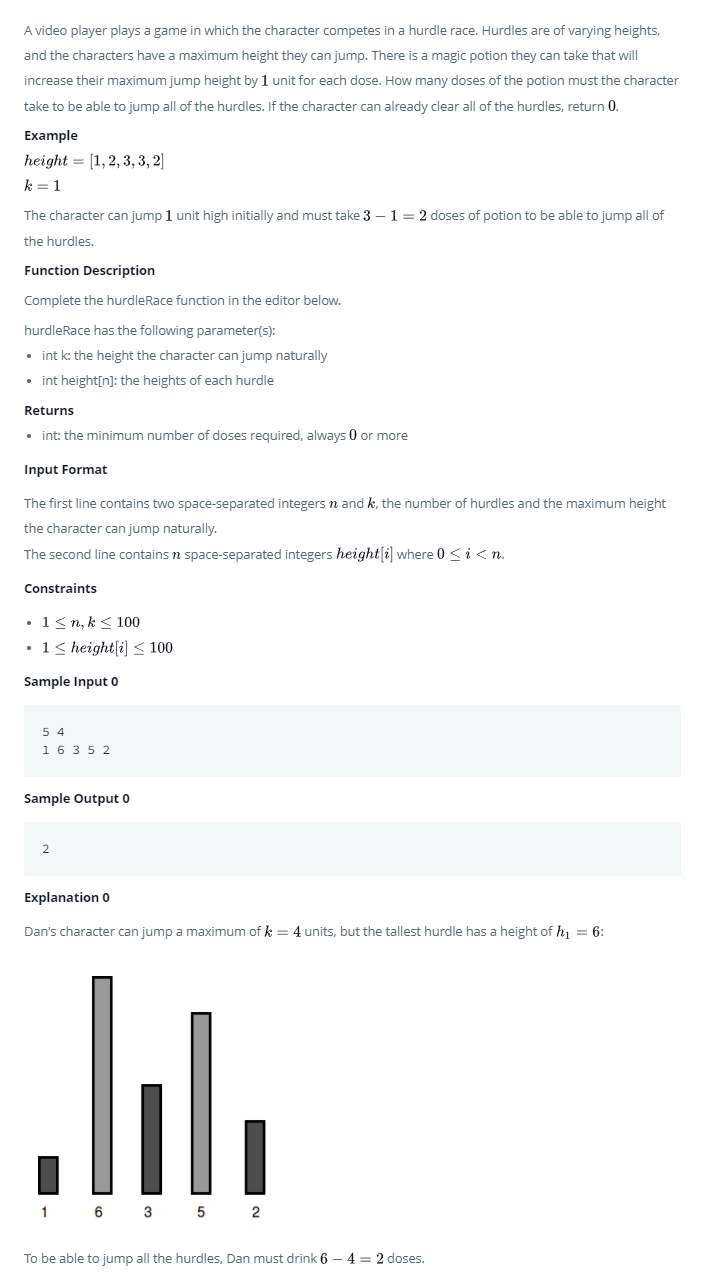 A video player plays a game in which the character competes in a hurdle race. Hurdles are of varying heights,
and the characters have a maximum height they can jump. There is a magic potion they can take that will
increase their maximum jump height by 1 unit for each dose. How many doses of the potion must the character
take to be able to jump all of the hurdles. If the character can already clear all of the hurdles, return 0.
Example
height = [1, 2, 3, 3, 2]
k = 1
The character can jump 1 unit high initially and must take 3 − 1 = 2 doses of potion to be able to jump all of
the hurdles.
Function Description
Complete the hurdleRace function in the editor below.
hurdleRace has the following parameter(s):
• int k: the height the character can jump naturally
• int height[n]: the heights of each hurdle
Returns
• int: the minimum number of doses required, always 0 or more
Input Format
The first line contains two space-separated integers n and k, the number of hurdles and the maximum height
the character can jump naturally.
The second line contains n space-separated integers height[i] where 0 ≤ i < n.
Constraints
• 1 ≤ n, k ≤ 100
• 1 ≤ height[i] ≤ 100
Sample Input 0
5 4
1 6 3 5 2
Sample Output 0
2
Explanation 0
Dan's character can jump a maximum of k = 4 units, but the tallest hurdle has a height of h₁ = 6:
1 6 3 5 2
To be able to jump all the hurdles, Dan must drink 6 − 4 = 2 doses.